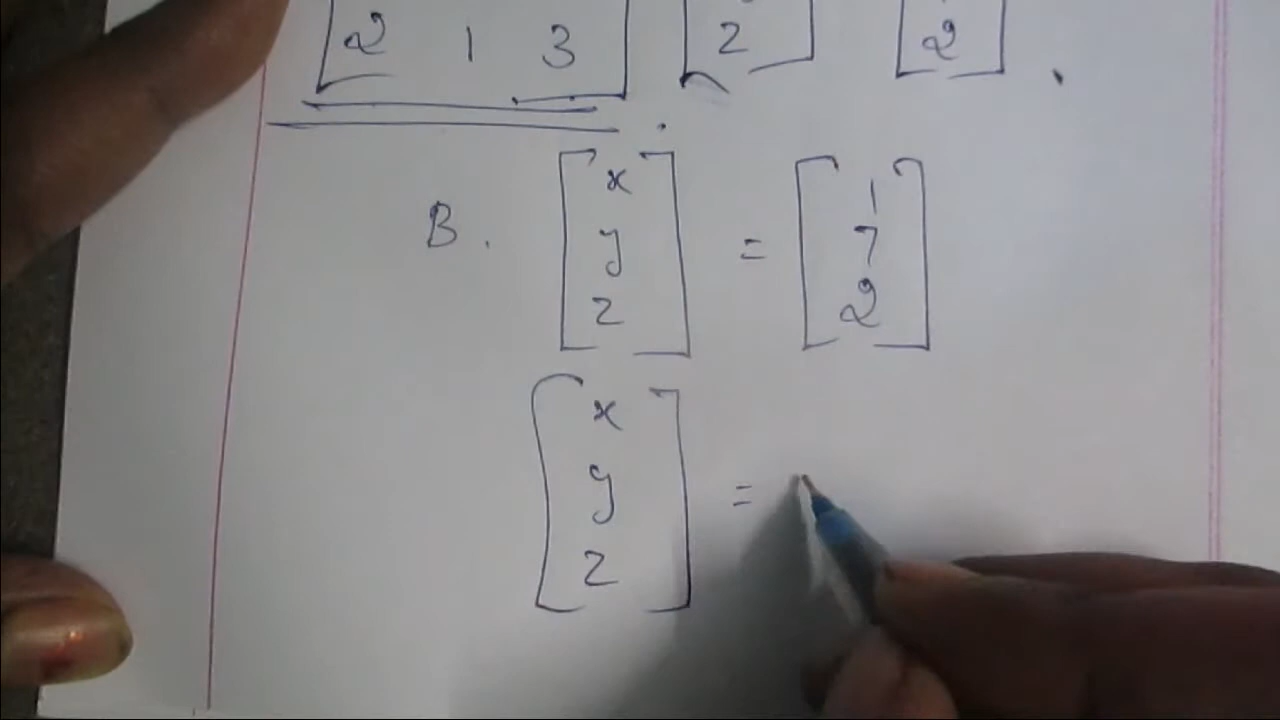 2 1 3 2 2
B . x = 1
y 7
z 2
x =
y
z